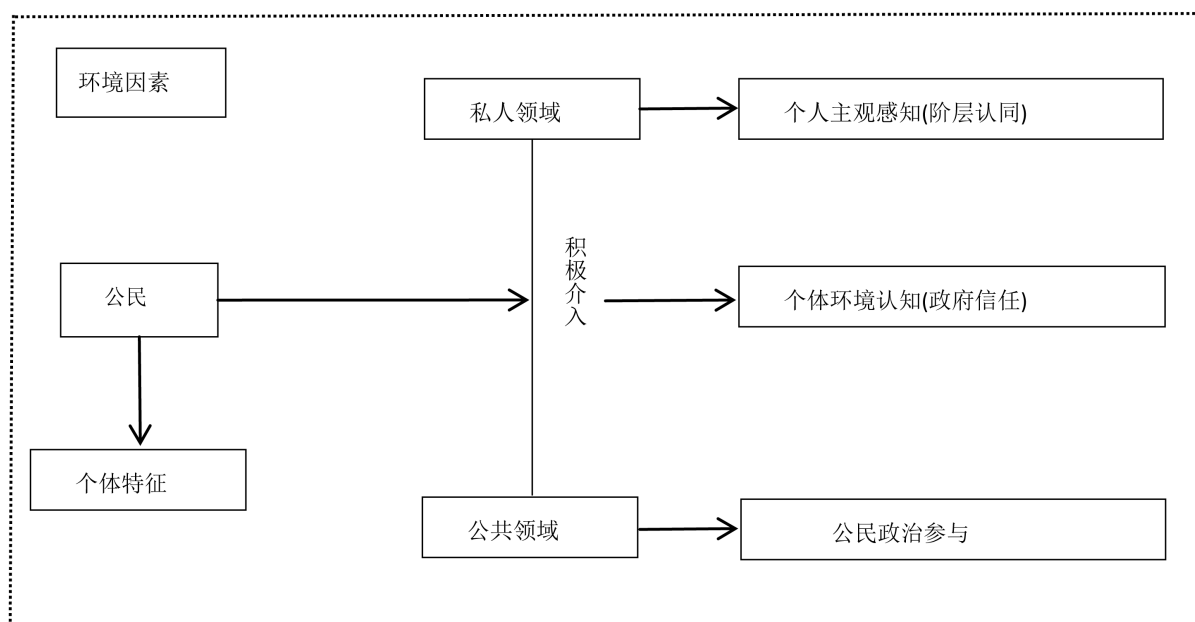 环境因素
私人领域
个人主观感知(阶层认同)
公民
积极介入
个体环境认知(政府信任)
个体特征
公共领域
公民政治参与